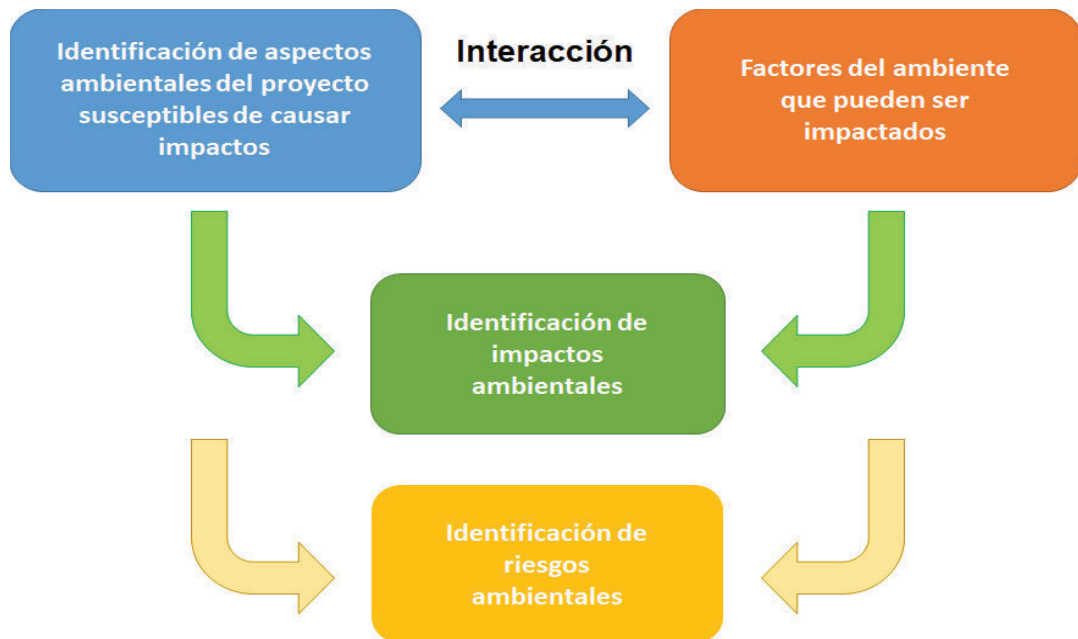 Identificación de aspectos
ambientales del proyecto
susceptibles de causar
impactos
Interacción
Factores del ambiente
que pueden ser
impactados
Identificación de
impactos
ambientales
Identificación de
riesgos
ambientales